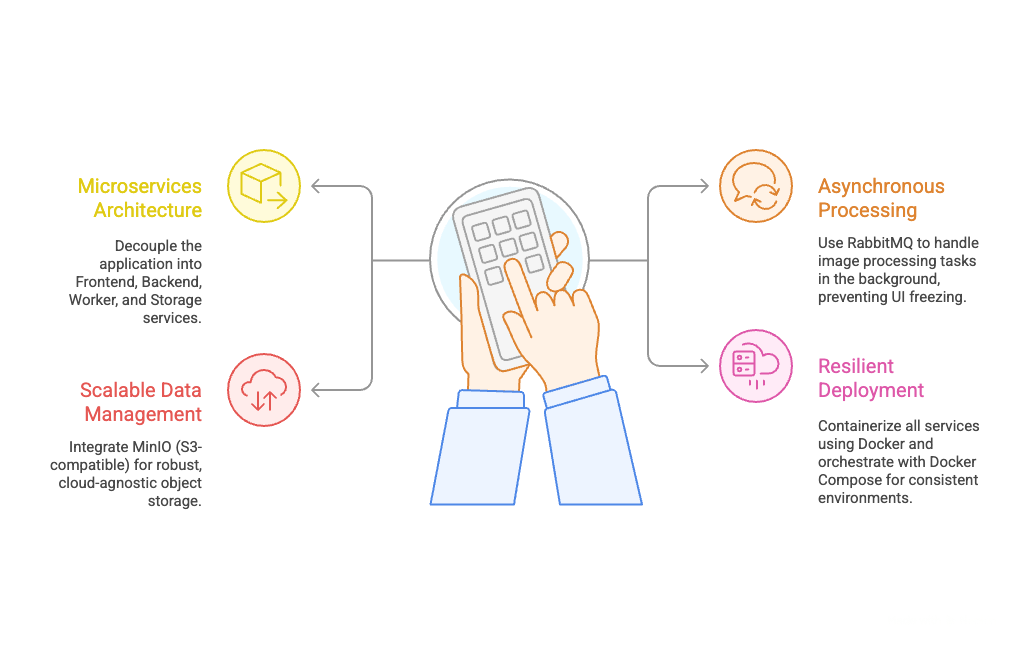 Microservices
Architecture
Decouple the
application into
Frontend, Backend,
Worker, and Storage
services.
Scalable Data
Management
Integrate MinIO (S3-
compatible) for robust,
cloud-agnostic object
storage.
Asynchronous
Processing
Use RabbitMQ to handle
image processing tasks
in the background,
preventing UI freezing.
Resilient
Deployment
Containerize all services
using Docker and
orchestrate with Docker
Compose for consistent
environments.